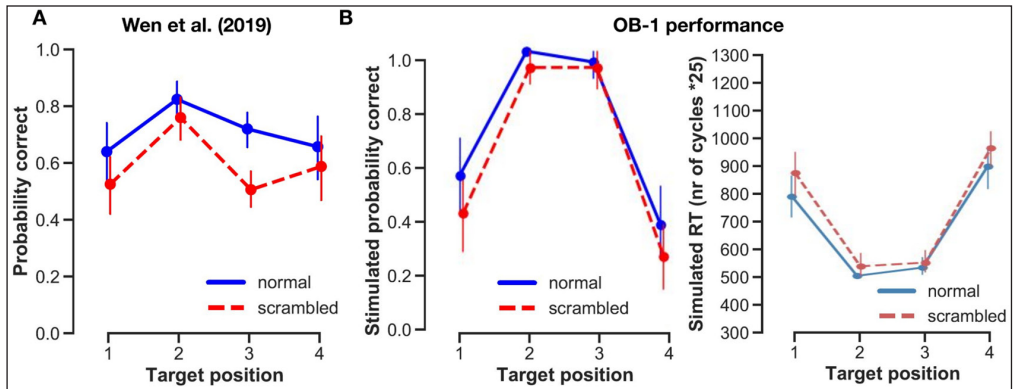 A
Wen et al. (2019)
Probability correct
1.0
0.8
0.6
0.4
0.2
0.0
normal
scrambled
1 2 3 4
Target position
B
OB-1 performance
Stimulated probability correct
1.0
0.8
0.6
0.4
0.2
0.0
normal
scrambled
1 2 3 4
Target position
Simulated RT (nr of cycles *25)
1300
1200
1100
1000
900
800
700
600
500
400
300
normal
scrambled
1 2 3 4
Target position